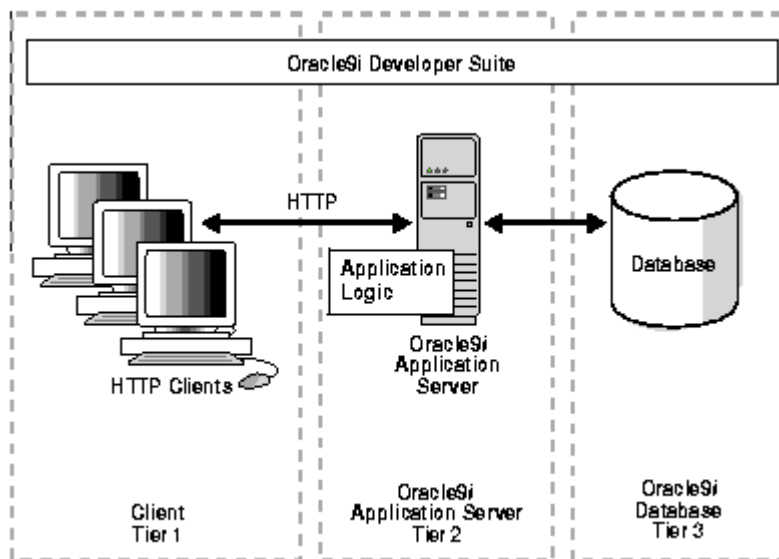 Oracle9i Developer Suite
HTTP
Application
Logic
Database
Oracle9i
Application
Server
HTTP Clients
Client
Tier 1
Oracle9i
Application Server
Tier 2
Oracle9i
Database
Tier 3